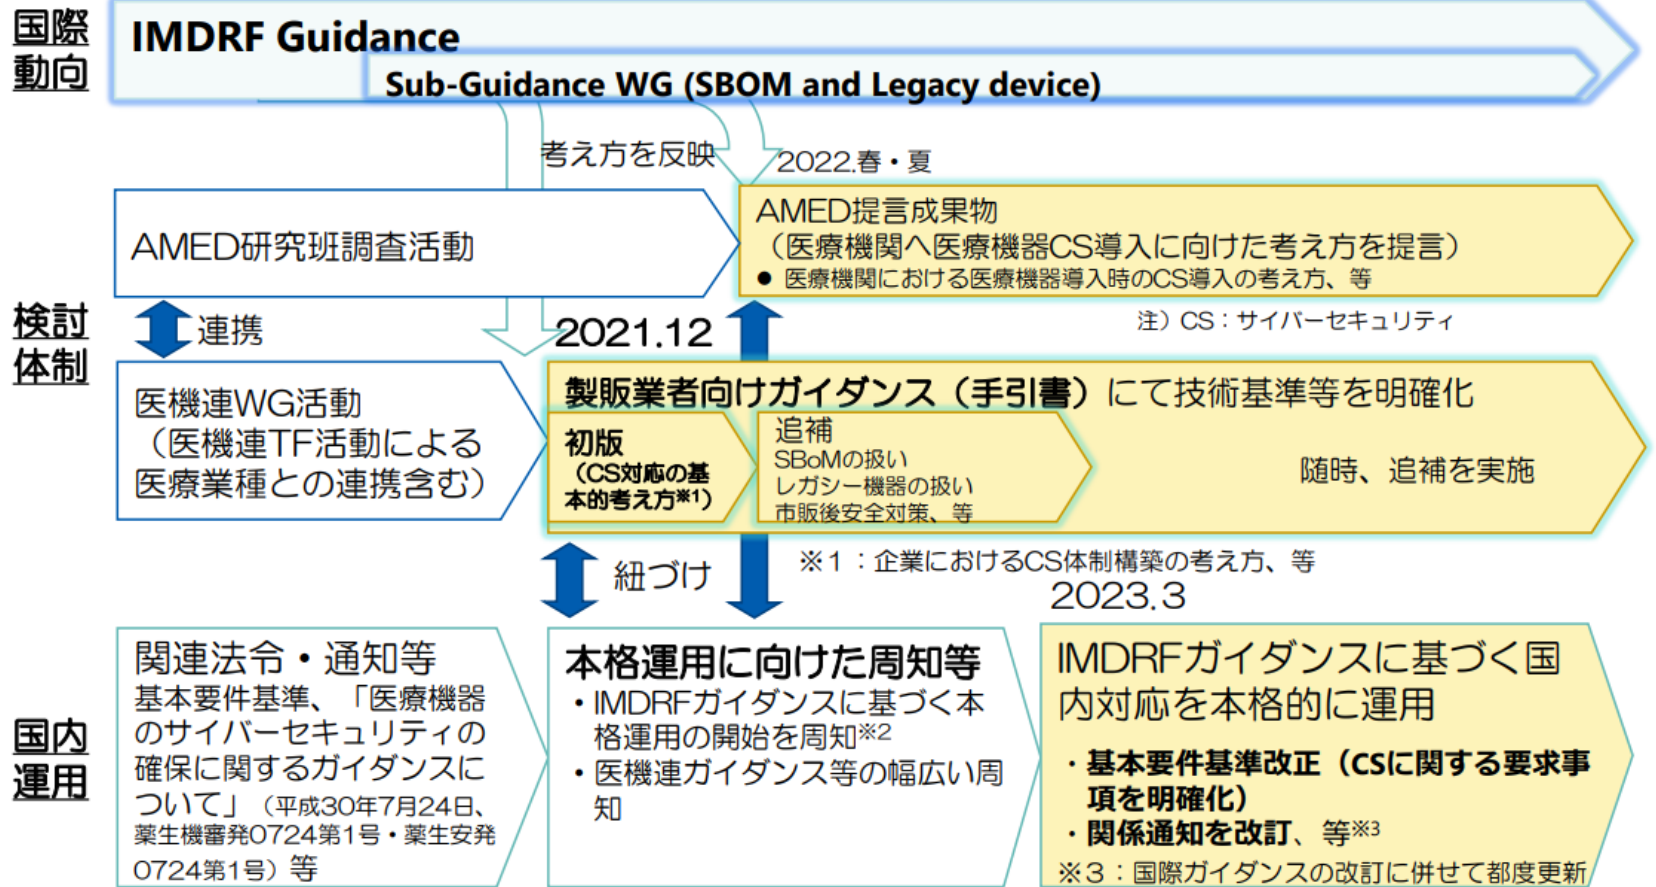 国際
動向
IMDRF Guidance
Sub-Guidance WG (SBOM and Legacy device)
考え方を反映
2022.春・夏
検討
体制
AMED研究班調査活動
AMED提言成果物
（医療機関へ医療機器CS導入に向けた考え方を提言）
● 医療機関における医療機器導入時のCS導入の考え方、等
連携
2021.12
注）CS：サイバーセキュリティ
医機連WG活動
（医機連TF活動による
医療業種との連携含む）
製販業者向けガイダンス（手引書）にて技術基準等を明確化
初版
（CS対応の基
本的考え方※1）
追補
SBoMの扱い
レガシー機器の扱い
市販後安全対策、等
随時、追補を実施
紐づけ
※１：企業におけるCS体制構築の考え方、等
2023.3
国内
運用
関連法令・通知等
基本要件基準、「医療機器
のサイバーセキュリティの
確保に関するガイダンスに
ついて」（平成30年7月24日、
薬生機審発0724第1号・薬生安発
0724第1号）等
本格運用に向けた周知等
・IMDRFガイダンスに基づく本
格運用の開始を周知※2
・医機連ガイダンス等の幅広い周
知
IMDRFガイダンスに基づく国
内対応を本格的に運用
・基本要件基準改正（CSに関する要求事
項を明確化）
・関係通知を改訂、等※3
※３：国際ガイダンスの改訂に併せて都度更新